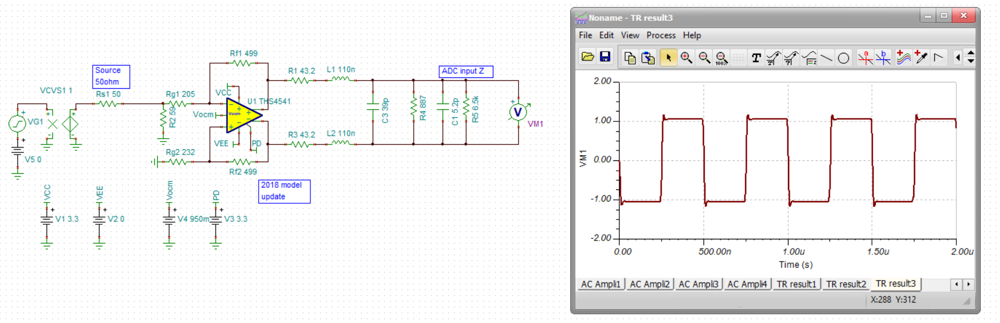 Source
50ohm
VCVS1 1
Rs1 50
Rg1 205
Rf1 499
VCC
U1 THS4541
R1 43.2
L1 110n
ADC input Z
VG1
R2 59
Vocm
Vocm
C3 39p
R4 887
C1 5.2p
R5 6.5k
V
VM1
V5 0
VEE
PD
Rg2 232
Rf2 499
R3 43.2
L2 110n
2018 model
update
VCC
VEE
Vocm
PD
V1 3.3
V2 0
V4 950m
V3 3.3
Noname - TR result3
File Edit View Process Help
100%
T
a
b
2.00
1.00
0.00
-1.00
-2.00
VM1
0.00 500.00n 1.00u 1.50u 2.00u
Time (s)
AC Ampli1 AC Ampli2 AC Ampli3 AC Ampli4 TR result1 TR result2 TR result3
X:288 Y:312